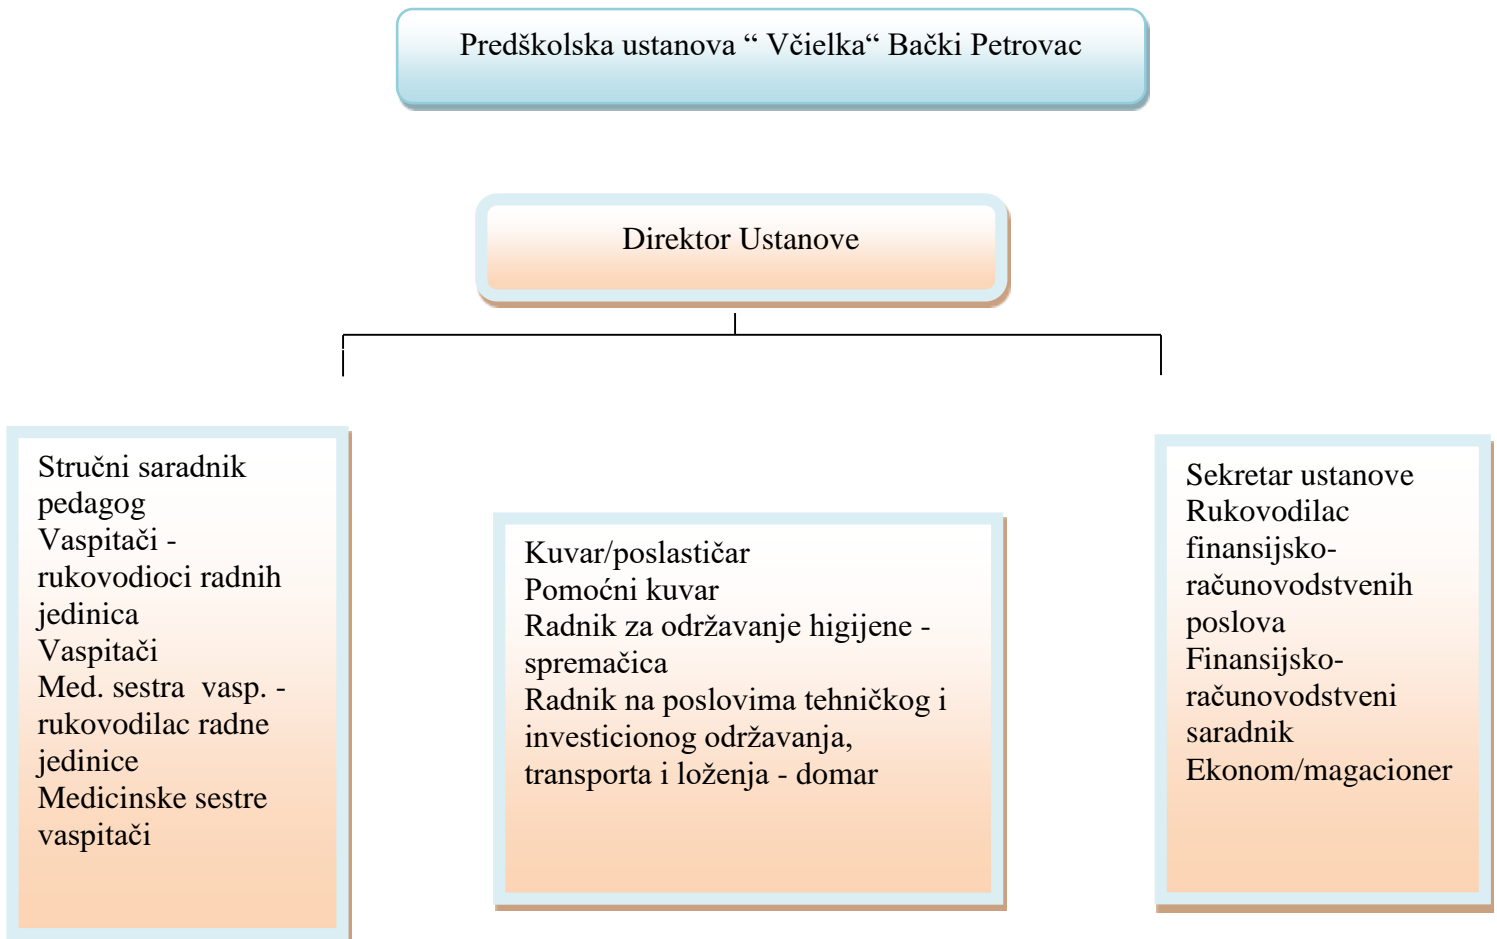 Predškolska ustanova “ Včielka“ Bački Petrovac
Direktor Ustanove
Stručni saradnik
pedagog
Vaspitači -
rukovodioci radnih
jedinica
Vaspitači
Med. sestra  vasp. -
rukovodilac radne
jedinice
Medicinske sestre
vaspitači
Kuvar/poslastičar
Pomoćni kuvar
Radnik za održavanje higijene -
spremačica
Radnik na poslovima tehničkog i
investicionog održavanja,
transporta i loženja - domar
Sekretar ustanove
Rukovodilac
finansijsko-
računovodstvenih
poslova
Finansijsko-
računovodstveni
saradnik
Ekonom/magacioner